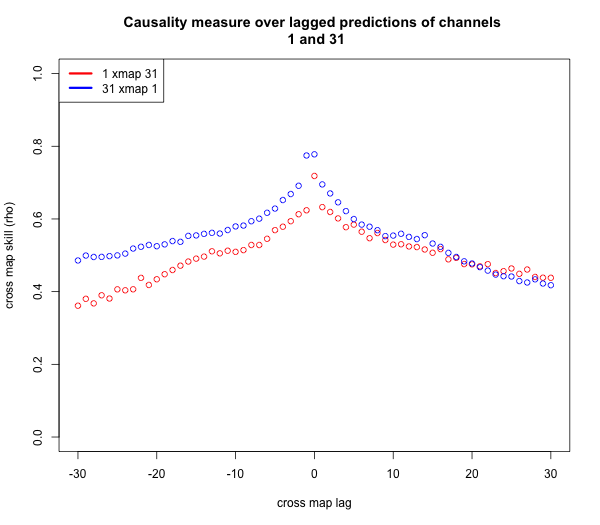 Causality measure over lagged predictions of channels
1 and 31
1 xmap 31
31 xmap 1
cross map skill (rho)
1.0
0.8
0.6
0.4
0.2
0.0
-30 -20 -10 0 10 20 30
cross map lag